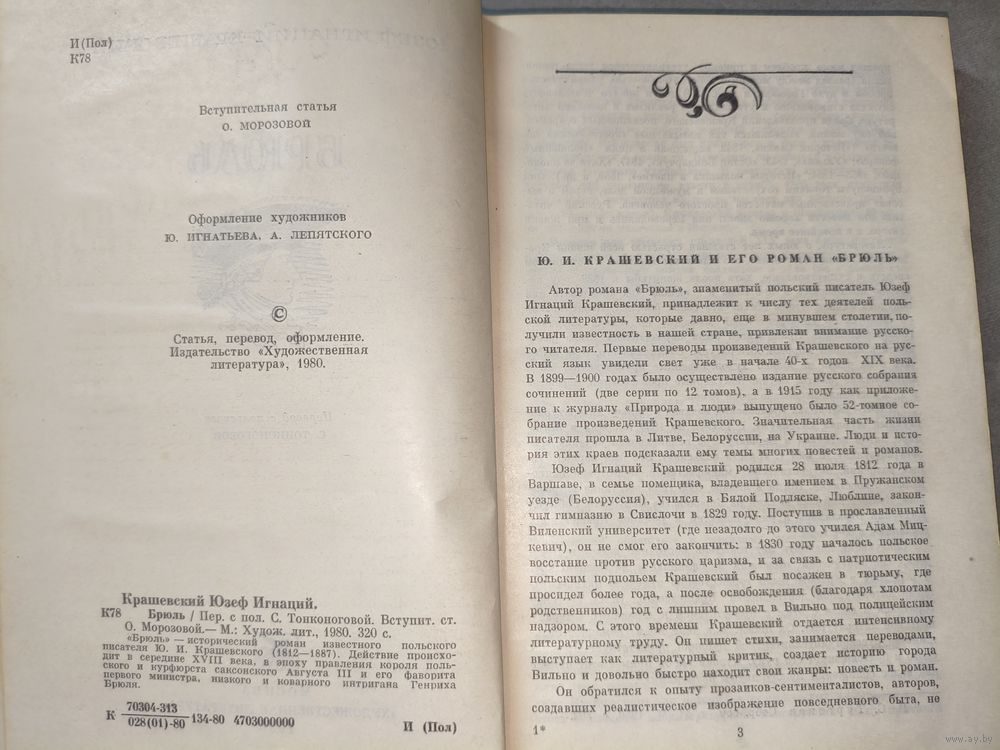 И (Пол)
К78
Вступительная статья
О. МОРОЗОВОЙ
Оформление художников
Ю. ИГНАТЬЕВА, А. ЛЕПЯТСКОГО
©
Статья, перевод, оформление.
Издательство «Художественная
литература», 1980.
Крашевский Юзеф Игнаций.
К78 Брюль / Пер. с пол. С. Тонконоговой. Вступит. ст.
О. Морозовой.— М.: Худож. лит., 1980. 320 с.
«Брюль» — исторический роман известного польского
писателя Ю. И. Крашевского (1812—1887). Действие происхо-
дит в середине XVIII века, в эпоху правления короля поль-
ского и курфюрста саксонского Августа III и его фаворита
первого министра, низкого и коварного интригана Генриха
Брюля.
К 70304-313
028(01)-80 134-80 4703000000
И (Пол)
Ю. И. КРАШЕВСКИЙ И ЕГО РОМАН «БРЮЛЬ»
Автор романа «Брюль», знаменитый польский писатель Юзеф
Игнаций Крашевский, принадлежит к числу тех деятелей поль-
ской литературы, которые давно, еще в минувшем столетии, по-
лучили известность в нашей стране, привлекли внимание русско-
го читателя. Первые переводы произведений Крашевского на рус-
ский язык увидели свет уже в начале 40-х годов XIX века.
В 1899—1900 годах было осуществлено издание русского собрания
сочинений (две серии по 12 томов), а в 1915 году как приложе-
ние к журналу «Природа и люди» выпущено было 52-томное со-
брание произведений Крашевского. Значительная часть жизни
писателя прошла в Литве, Белоруссии, на Украине. Люди и исто-
рия этих краев подсказали ему темы многих повестей и романов.
Юзеф Игнаций Крашевский родился 28 июля 1812 года в
Варшаве, в семье помещика, владевшего имением в Пружанском
уезде (Белоруссия), учился в Бялой Подляске, Люблине, закон-
чил гимназию в Свислочи в 1829 году. Поступив в прославленный
Виленский университет (где незадолго до этого учился Адам Миц-
кевич), он не смог его закончить: в 1830 году началось польское
восстание против русского царизма, и за связь с патриотическим
польским подпольем Крашевский был посажен в тюрьму, где
просидел более года, а после освобождения (благодаря хлопотам
родственников) год с лишним провел в Вильно под полицейским
надзором. С этого времени Крашевский отдается интенсивному
литературному труду. Он пишет стихи, занимается переводами,
выступает как литературный критик, создает историю города
Вильно и довольно быстро находит свои жанры: повесть и роман.
Он обратился к опыту прозаиков-сентименталистов, авторов,
создавших реалистическое изображение повседневного быта, не
1*
3
www.ay.by